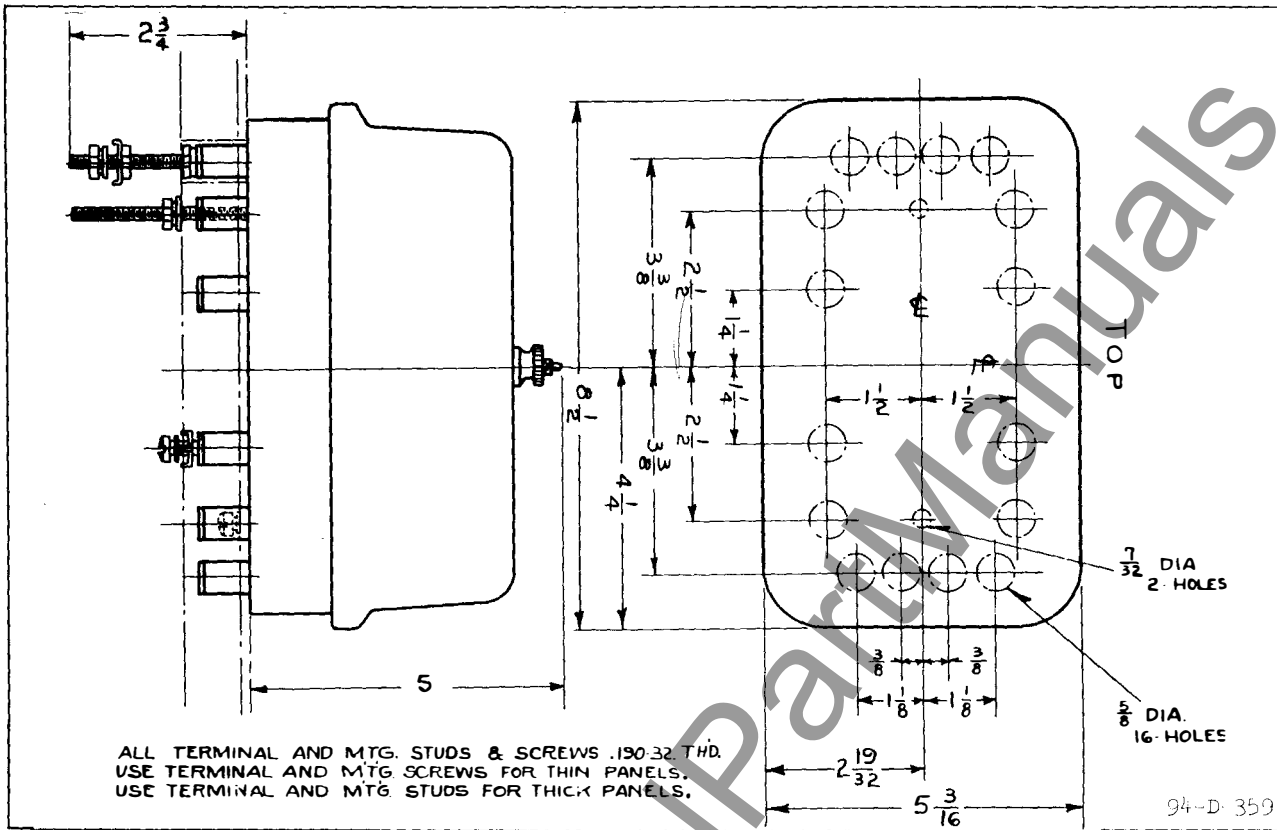 2 3/4
8 1/2
4 1/4
3 3/8
3 3/8
2 1/2
2 1/2
1 1/4
1 1/4
1 1/2
1 1/2
TOP
7/32 DIA
2-HOLES
3/8
3/8
1 1/8
1 1/8
5/8 DIA.
16-HOLES
5
2 19/32
5 3/16
ALL TERMINAL AND MTG. STUDS & SCREWS .190-32 THD.
USE TERMINAL AND MTG. SCREWS FOR THIN PANELS.
USE TERMINAL AND MTG. STUDS FOR THICK PANELS.
94-D-359
PartManuals